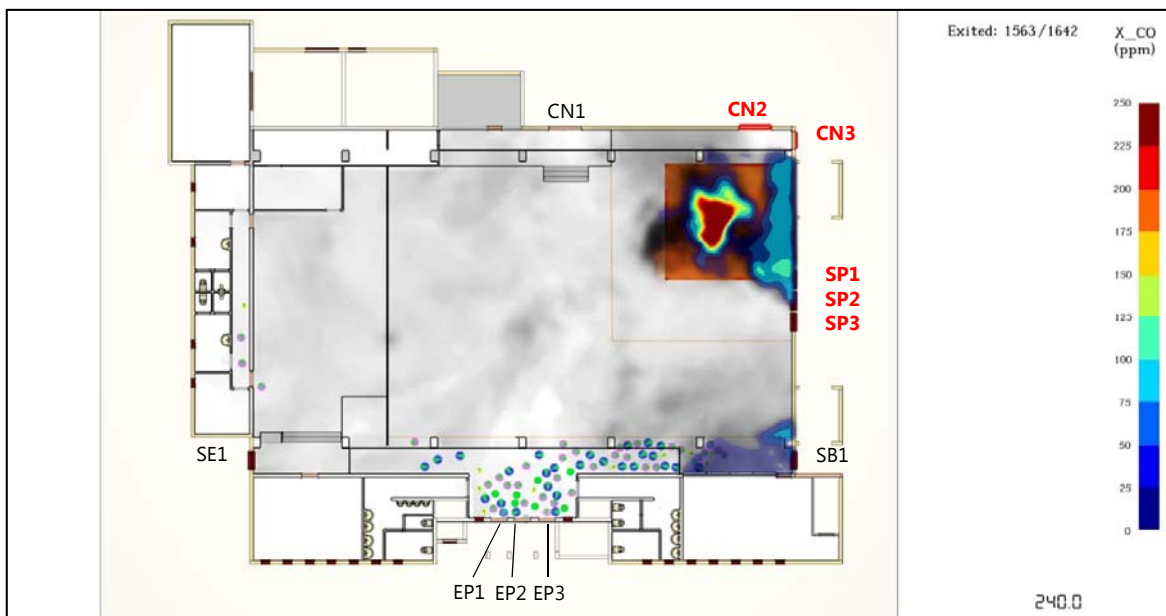 Exited: 1563/1642
X_CO
(ppm)
CN1
CN2
CN3
250
225
200
175
150
125
100
75
50
25
0
SP1
SP2
SP3
SE1
SB1
EP1 EP2 EP3
240.0